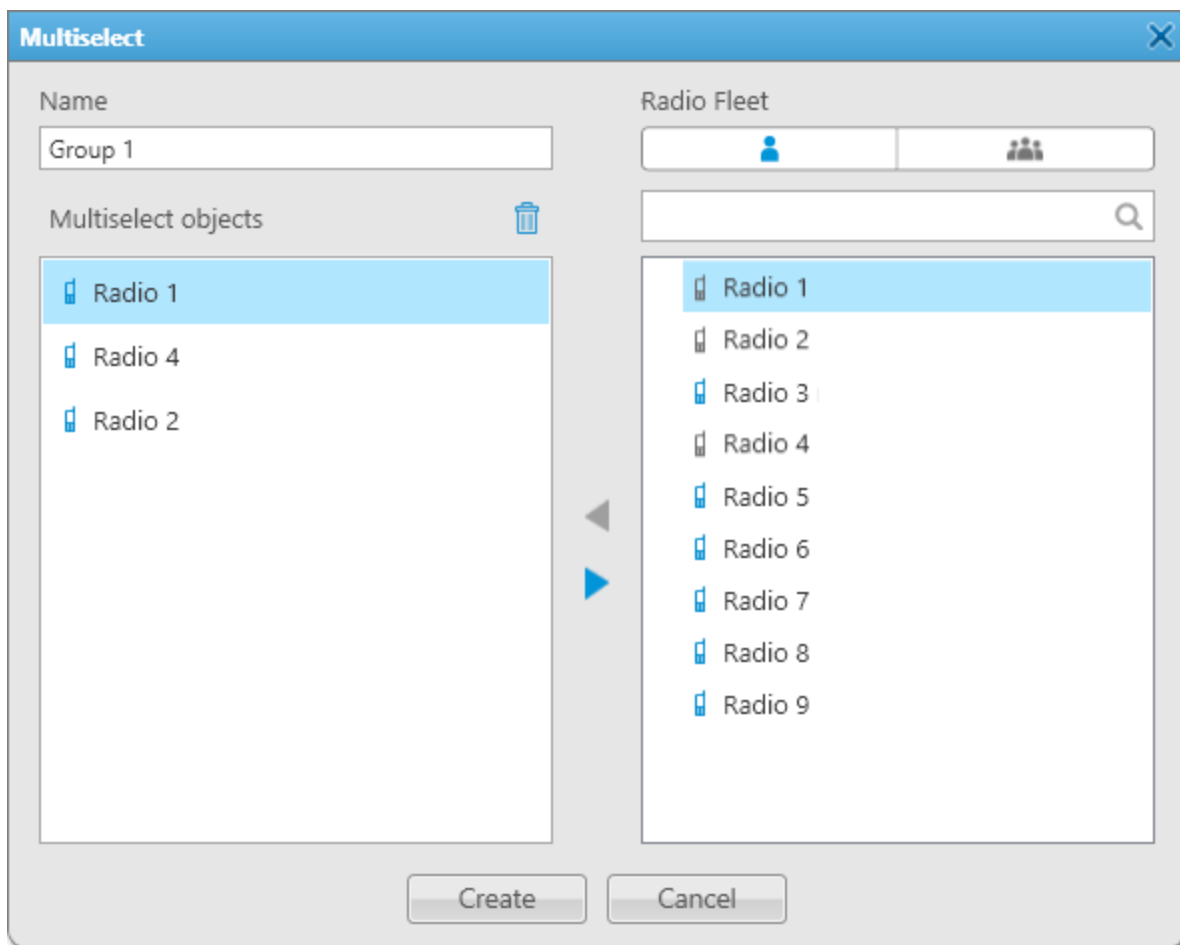 Multiselect
Name
Group 1
Multiselect objects
Radio 1
Radio 4
Radio 2
Radio Fleet
Radio 1
Radio 2
Radio 3
Radio 4
Radio 5
Radio 6
Radio 7
Radio 8
Radio 9
Create
Cancel